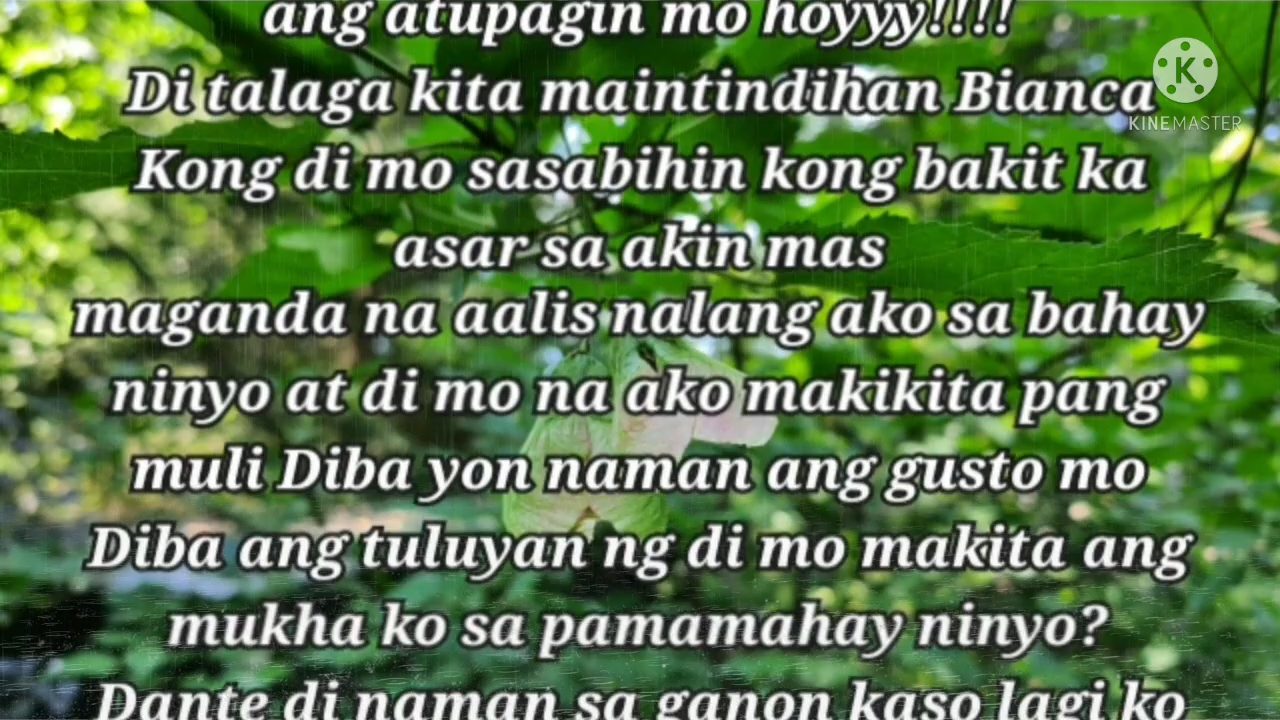 ang atupagin mo hoyyy!!!!
Di talaga kita maintindihan Bianca
Kong di mo sasabihin kong bakit ka
asar sa akin mas
maganda na aalis nalang ako sa bahay
ninyo at di mo na ako makikita pang
muli Diba yon naman ang gusto mo
Diba ang tuluyan ng di mo makita ang
mukha ko sa pamamahay ninyo?
Dante di naman sa ganon kaso lagi ko
K
KINEMASTER